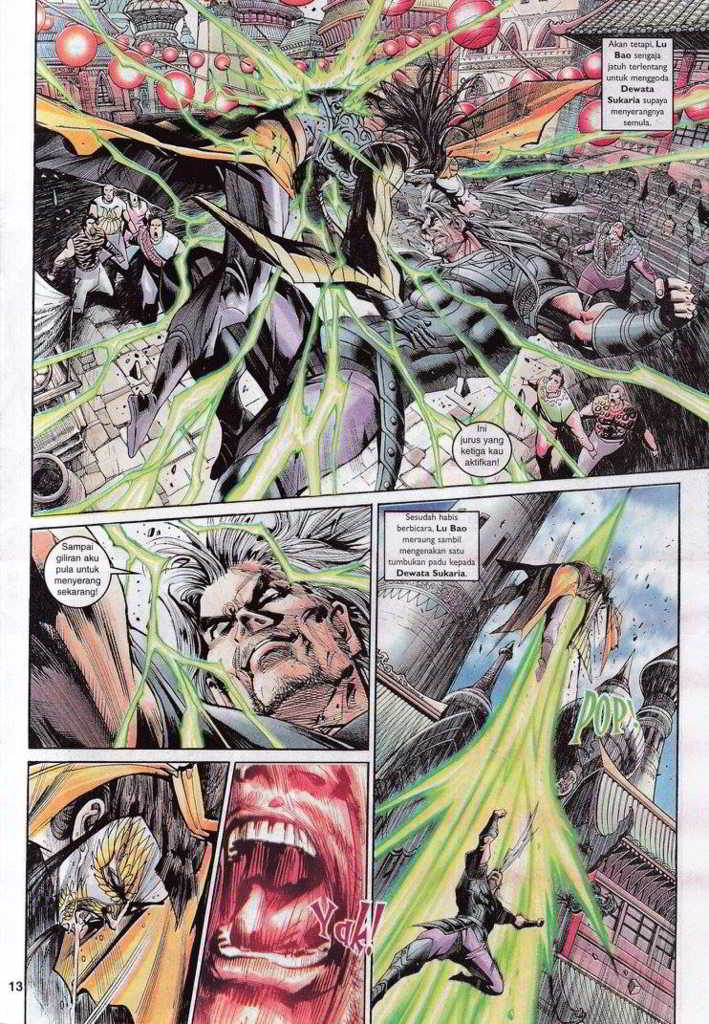 Akan tetapi, Lu
Bao sengaja
jatuh terlentang
untuk menggoda
Dewata
Sukaria supaya
menyerangnya
semula.
Ini
jurus yang
ketiga kau
aktifkan!
Sampai
giliran aku
pula untuk
menyerang
sekarang!
Sesudah habis
berbicara, Lu Bao
meraung sambil
mengenakan satu
tumbukan padu kepada
Dewata Sukaria.
POP!
Yak!
13